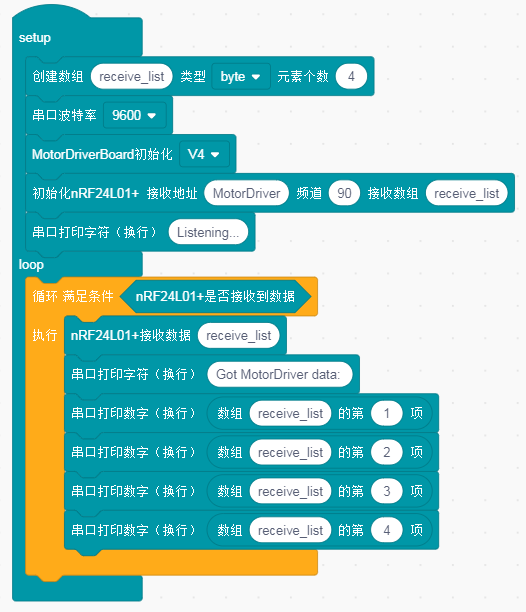 setup
创建数组 receive_list 类型 byte 元素个数 4
串口波特率 9600
MotorDriverBoard初始化 V4
初始化nRF24L01+ 接收地址 MotorDriver 频道 90 接收数组 receive_list
串口打印字符（换行） Listening...
loop
循环 满足条件 nRF24L01+是否接收到数据
执行 nRF24L01+接收数据 receive_list
串口打印字符（换行） Got MotorDriver data:
串口打印数字（换行） 数组 receive_list 的第 1 项
串口打印数字（换行） 数组 receive_list 的第 2 项
串口打印数字（换行） 数组 receive_list 的第 3 项
串口打印数字（换行） 数组 receive_list 的第 4 项